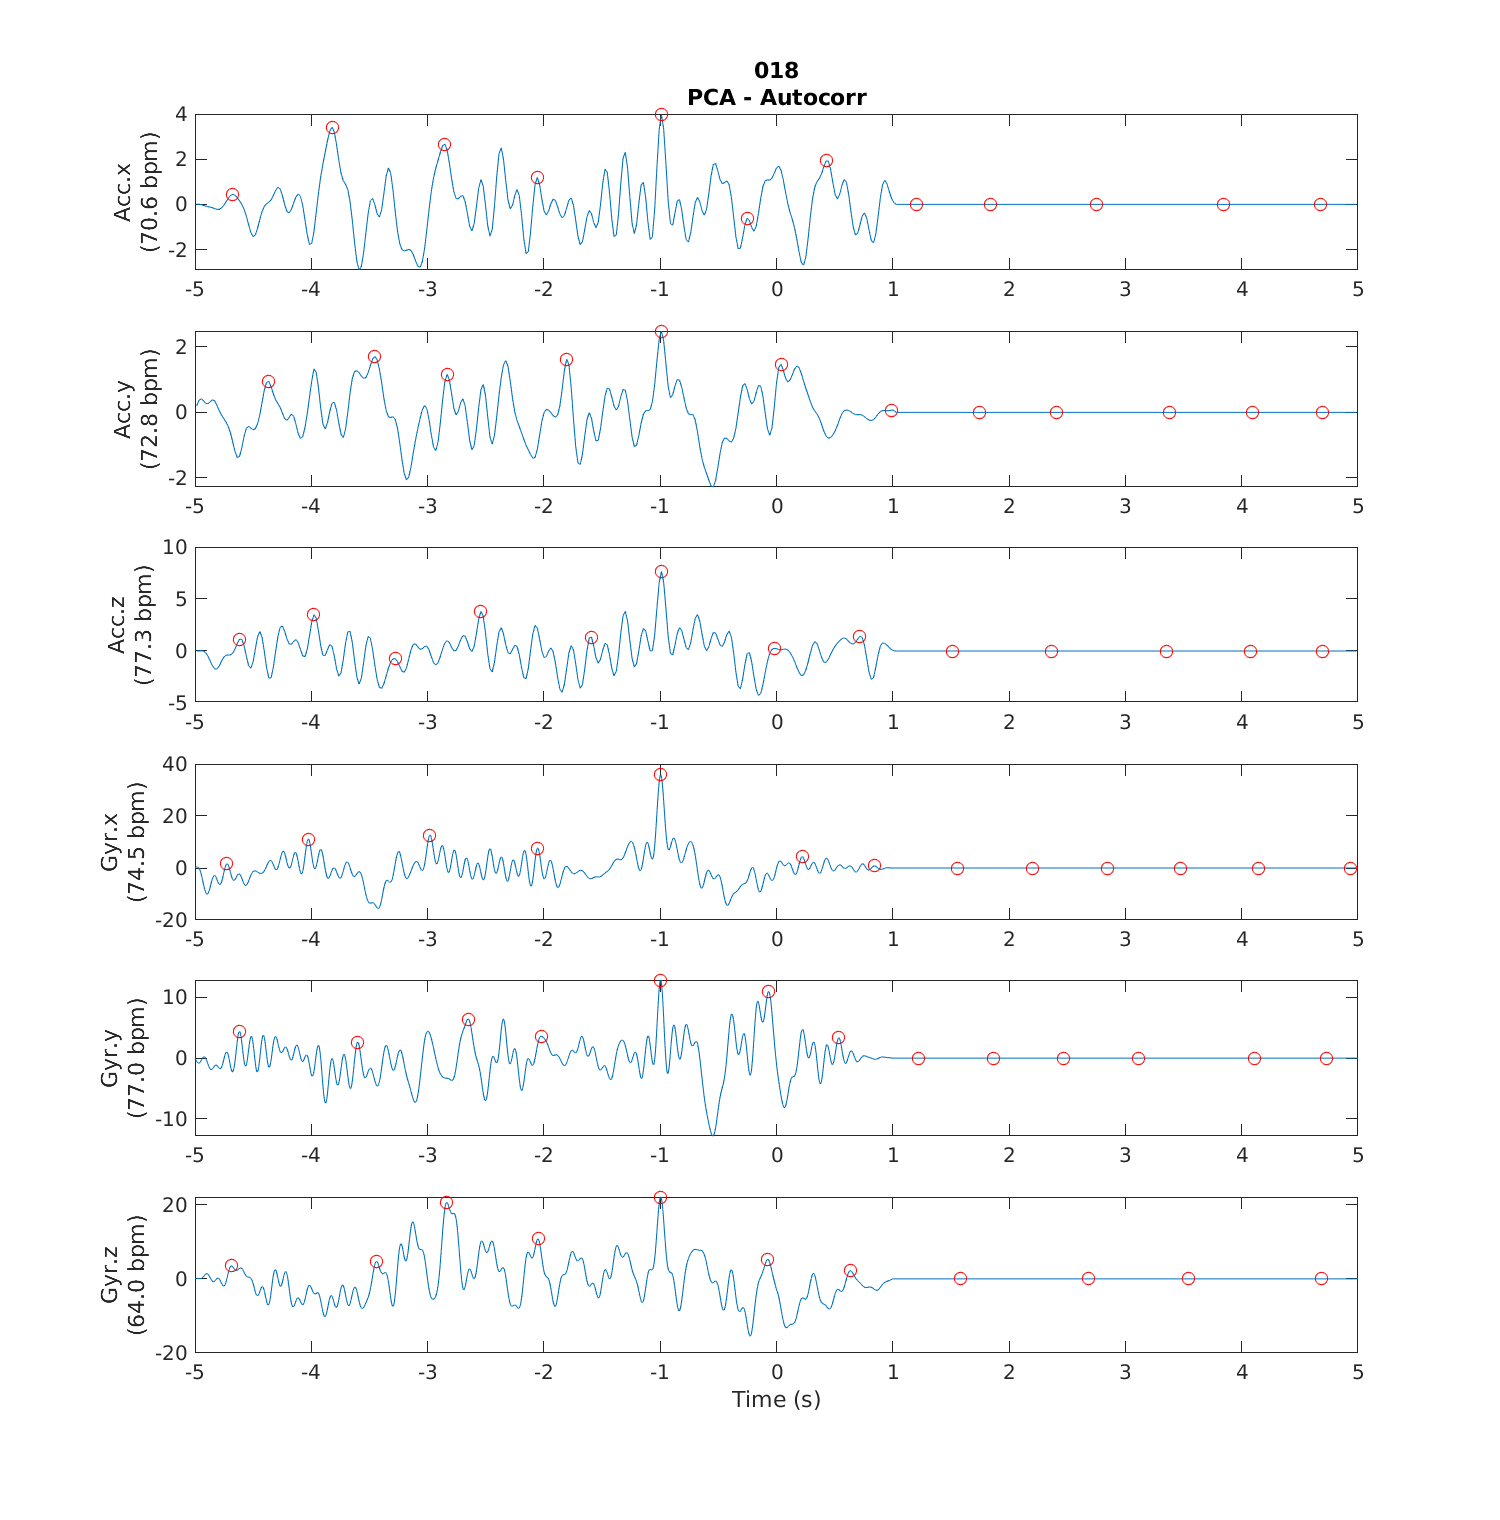 018
PCA - Autocorr
Acc.x
(70.6 bpm)
4
2
0
-2
-5 -4 -3 -2 -1 0 1 2 3 4 5
Acc.y
(72.8 bpm)
2
0
-2
-5 -4 -3 -2 -1 0 1 2 3 4 5
Acc.z
(77.3 bpm)
10
5
0
-5
-5 -4 -3 -2 -1 0 1 2 3 4 5
Gyr.x
(74.5 bpm)
40
20
0
-20
-5 -4 -3 -2 -1 0 1 2 3 4 5
Gyr.y
(77.0 bpm)
10
0
-10
-5 -4 -3 -2 -1 0 1 2 3 4 5
Gyr.z
(64.0 bpm)
20
0
-20
-5 -4 -3 -2 -1 0 1 2 3 4 5
Time (s)